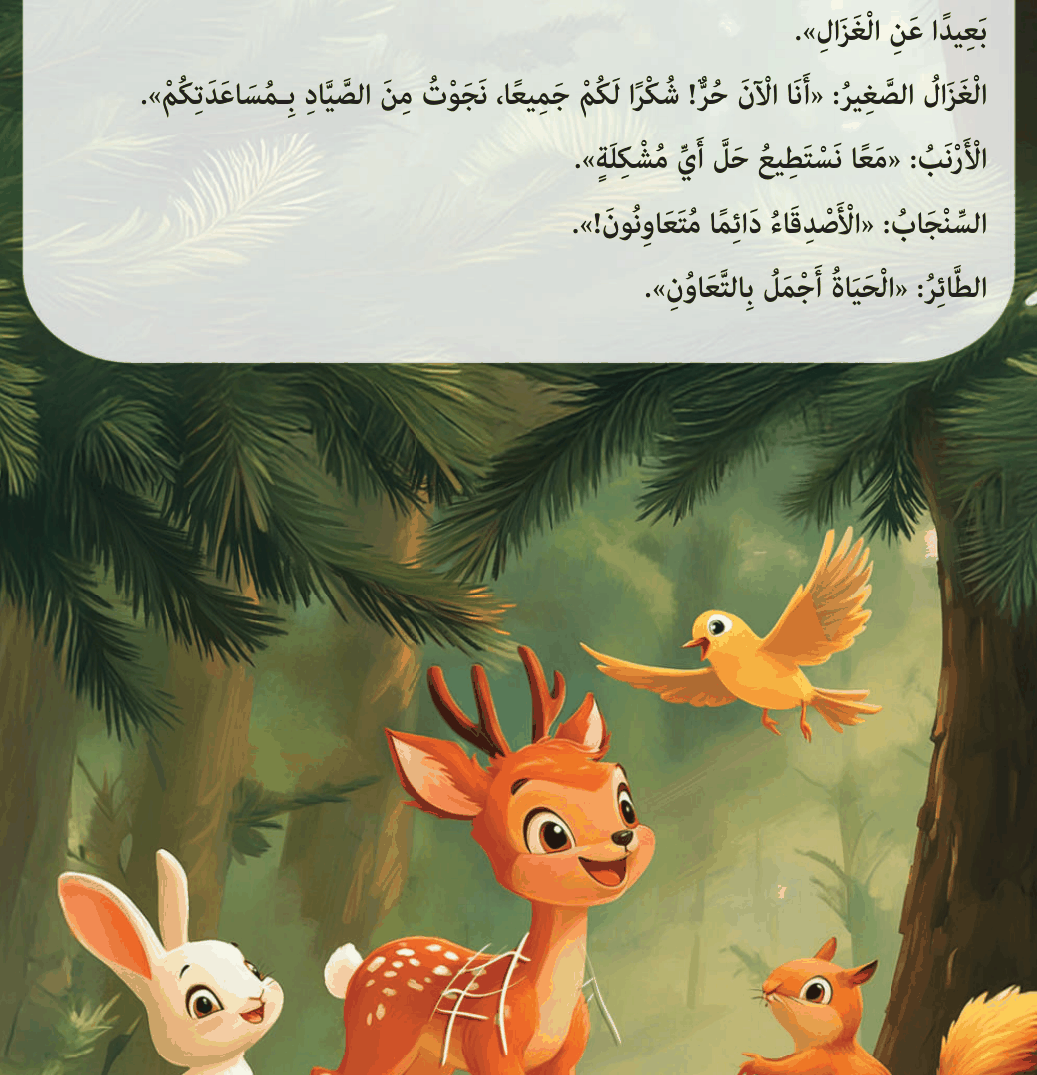 بَعِيدًا عَنِ الْغَزَالِ».
الْغَزَالُ الصَّغِيرُ: «أَنَا الْآنَ حُرٌّ! شُكْرًا لَكُمْ جَمِيعًا، نَجَوْتُ مِنَ الصَّيَّادِ بِـمُسَاعَدَتِكُمْ».
الْأَرْنَبُ: «مَعًا نَسْتَطِيعُ حَلَّ أَيِّ مُشْكِلَةٍ».
السِّنْجَابُ: «الْأَصْدِقَاءُ دَائِمًا مُتَعَاوِنُونَ!».
الطَّائِرُ: «الْحَيَاةُ أَجْمَلُ بِالتَّعَاوُنِ».